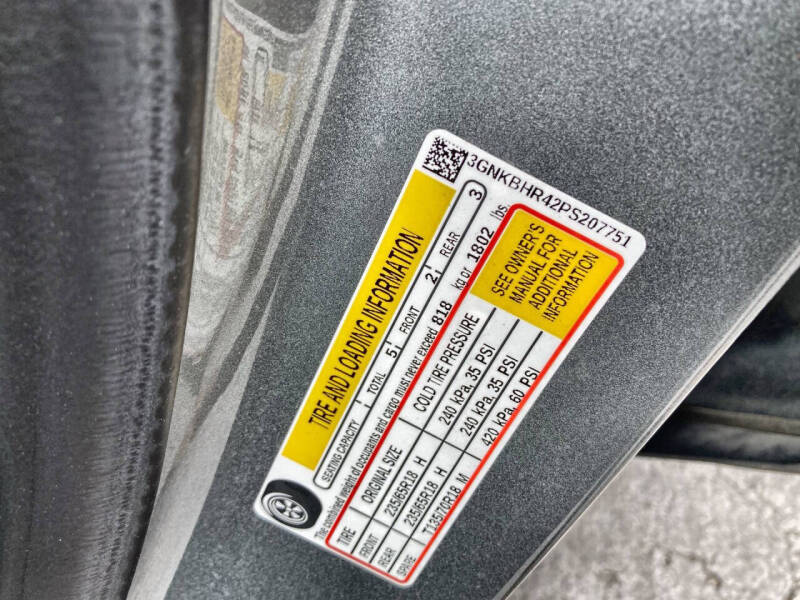 3GNKBHR42PS207751
TIRE AND LOADING INFORMATION
SEATING CAPACITY TOTAL 5 FRONT 2 REAR 3
The combined weight of occupants and cargo must never exceed 818 kg or 1802 lbs.
TIRE ORIGINAL SIZE COLD TIRE PRESSURE
FRONT 235/65R18 H 240 kPa, 35 PSI
REAR 235/65R18 H 240 kPa, 35 PSI
SPARE T135/70R18 M 420 kPa, 60 PSI
SEE OWNER'S
MANUAL FOR
ADDITIONAL
INFORMATION